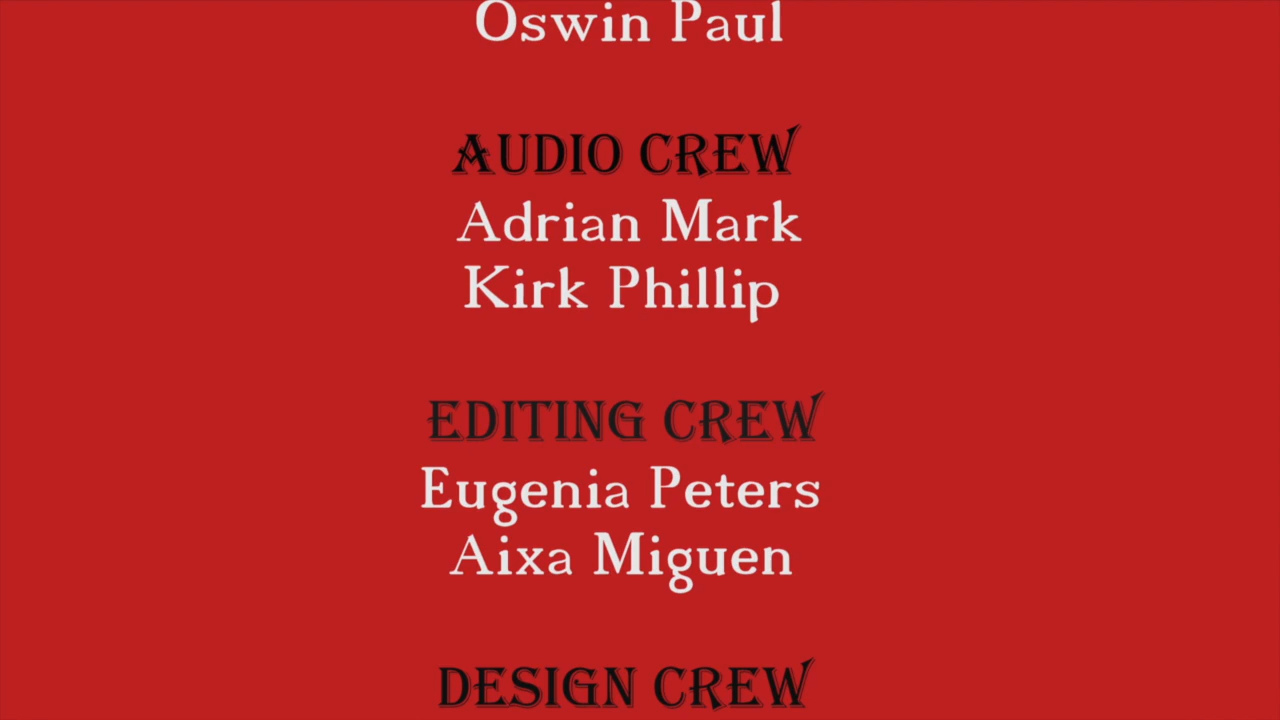 Oswin Paul
AUDIO CREW
Adrian Mark
Kirk Phillip
EDITING CREW
Eugenia Peters
Aixa Miguen
DESIGN CREW